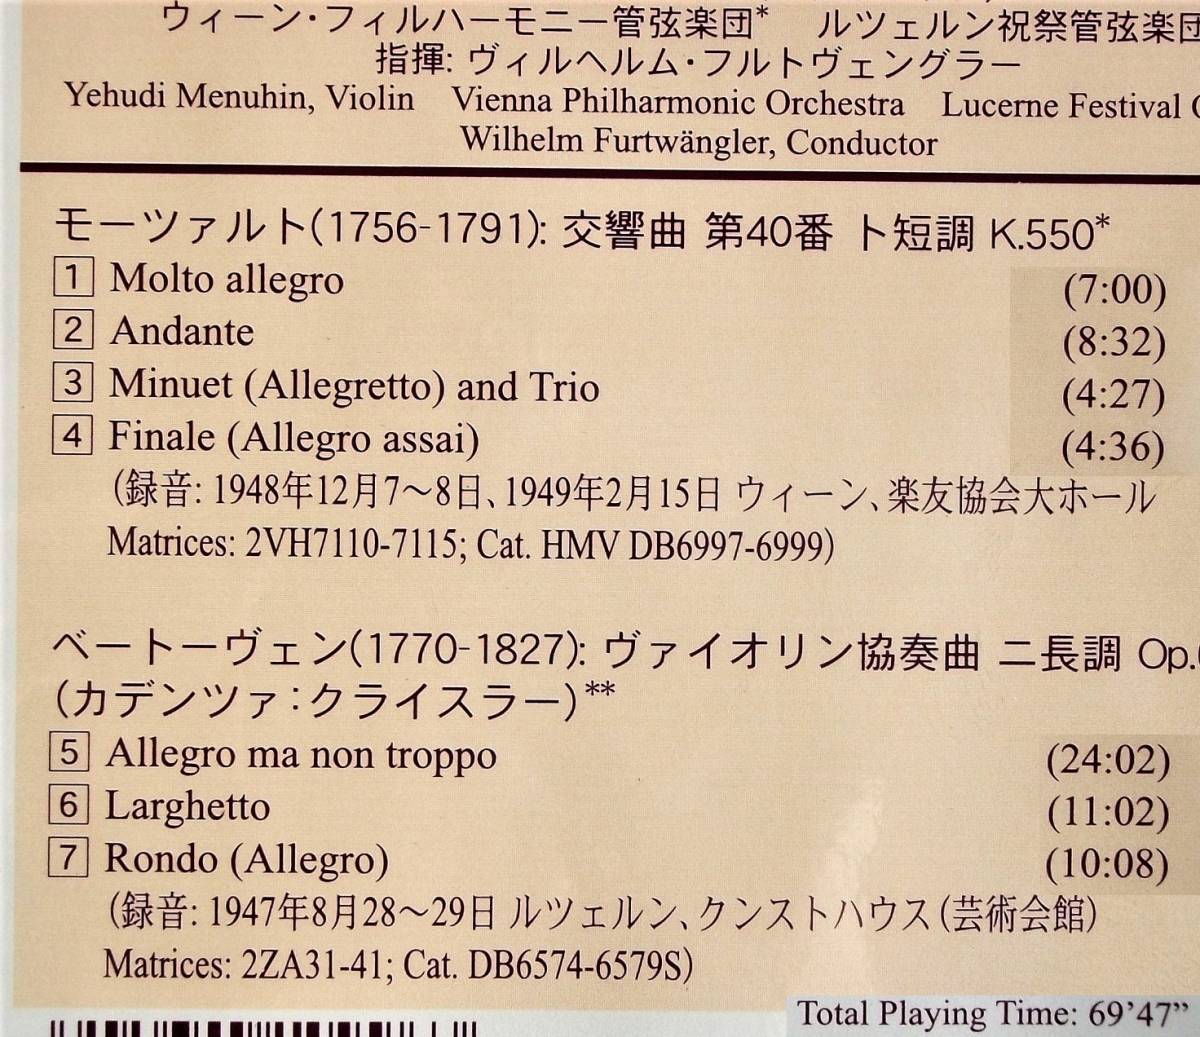 ウィーン・フィルハーモニー管弦楽団* ルツェルン祝祭管弦楽団
指揮: ヴィルヘルム・フルトヴェングラー
Yehudi Menuhin, Violin Vienna Philharmonic Orchestra Lucerne Festival
Wilhelm Furtwängler, Conductor
モーツァルト(1756-1791): 交響曲 第40番 ト短調 K.550*
1 Molto allegro (7:00)
2 Andante (8:32)
3 Minuet (Allegretto) and Trio (4:27)
4 Finale (Allegro assai) (4:36)
(録音: 1948年12月7〜8日、1949年2月15日 ウィーン、楽友協会大ホール
Matrices: 2VH7110-7115; Cat. HMV DB6997-6999)
ベートーヴェン(1770-1827): ヴァイオリン協奏曲 ニ長調 Op.
(カデンツァ:クライスラー)**
5 Allegro ma non troppo (24:02)
6 Larghetto (11:02)
7 Rondo (Allegro) (10:08)
(録音: 1947年8月28〜29日 ルツェルン、クンストハウス(芸術会館)
Matrices: 2ZA31-41; Cat. DB6574-6579S)
Total Playing Time: 69'47”